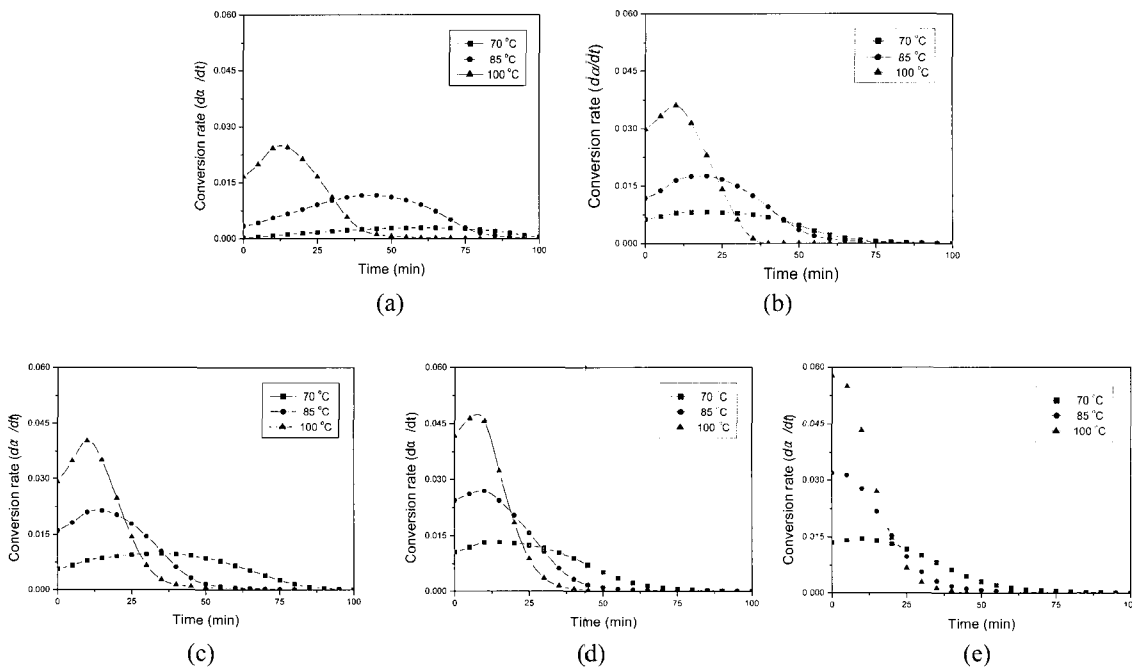 0.060
0.045
0.030
0.015
0.000
Conversion rate (dα /dt)
70 °C
85 °C
100 °C
0
25
50
75
100
Time (min)
(a)
0.060
0.045
0.030
0.015
0.000
Conversion rate (dα/dt)
70 °C
85 °C
100 °C
0
25
50
75
100
Time (min)
(b)
0.060
0.045
0.030
0.015
0.000
Conversion rate (dα /dt)
70 °C
85 °C
100 °C
0
25
50
75
100
Time (min)
(c)
0.060
0.045
0.030
0.015
0.000
Conversion rate (dα /dt)
70 °C
85 °C
100 °C
0
25
50
75
100
Time (min)
(d)
0.060
0.045
0.030
0.015
0.000
Conversion rate (dα /dt)
70 °C
85 °C
100 °C
0
25
50
75
100
Time (min)
(e)